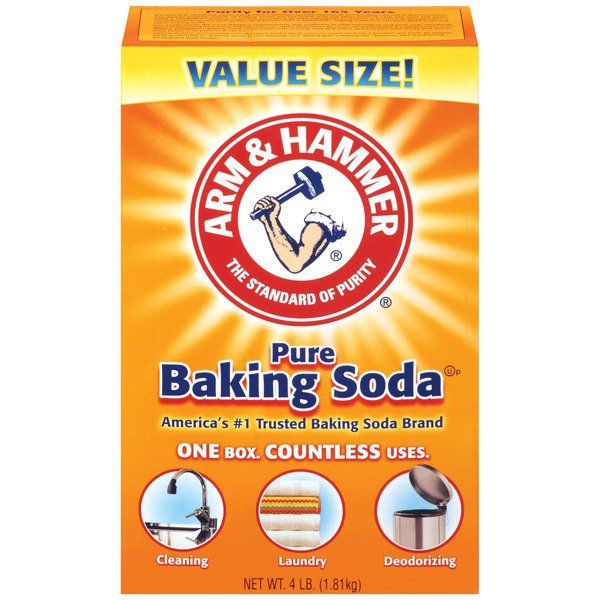 Purity for Over 165 Years
VALUE SIZE!
ARM & HAMMER
THE STANDARD OF PURITY
®
®
Pure
Baking Soda Ⓤp
America's #1 Trusted Baking Soda Brand
ONE BOX. COUNTLESS USES.
Cleaning
Laundry
Deodorizing
NET WT. 4 LB. (1.81kg)